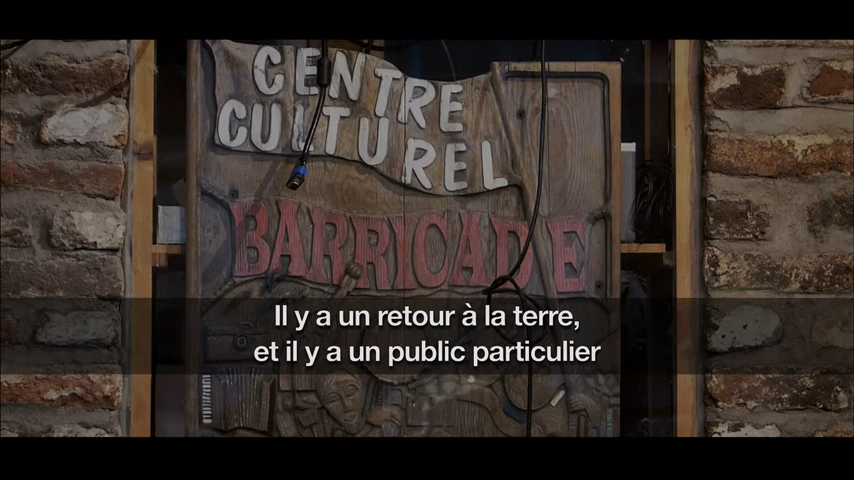 CENTRE
CULTUREL
BARRICADE
Il y a un retour à la terre,
et il y a un public particulier